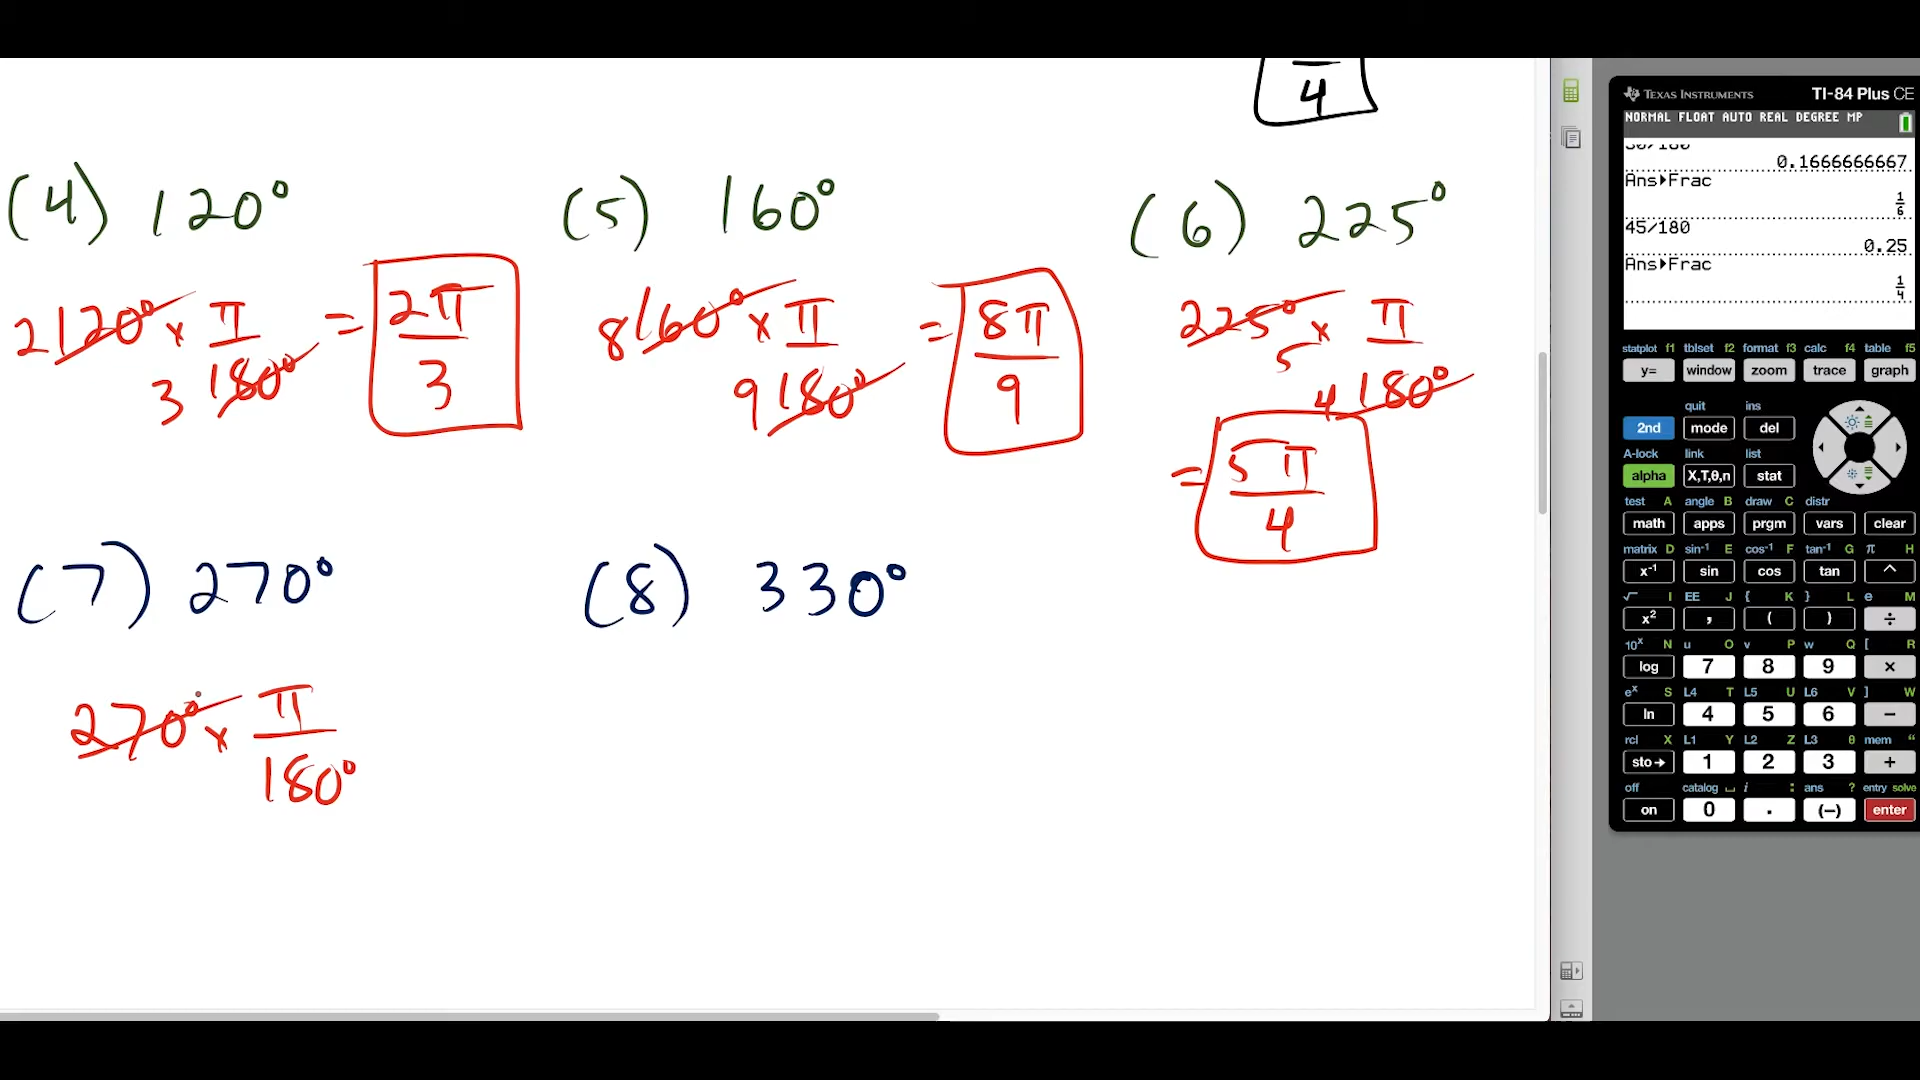 4
(4) 120°
2 120° × π
3 180°
= 2π
3
(5) 160°
8 160° × π
9 180°
= 8π
9
(6) 225°
225° × π
5
4 180°
= 5π
4
(7) 270°
270° × π
180°
(8) 330°
TEXAS INSTRUMENTS TI-84 Plus CE
NORMAL FLOAT AUTO REAL DEGREE MP
30/180
0.1666666667
Ans▸Frac
1
6
45/180
0.25
Ans▸Frac
1
4
statplot f1 tblset f2 format f3 calc f4 table f5
y= window zoom trace graph
quit ins
2nd mode del
A-lock link list
alpha X,T,θ,n stat
test A angle B draw C distr
math apps prgm vars clear
matrix D sin⁻¹ E cos⁻¹ F tan⁻¹ G π H
x⁻¹ sin cos tan ^
√ I EE J { K } L e M
x² , ( ) ÷
10ˣ N u O v P w Q [ R
log 7 8 9 ×
eˣ S L4 T L5 U L6 V ] W
ln 4 5 6 −
rcl X L1 Y L2 Z L3 θ mem “
sto→ 1 2 3 +
off catalog ⎵ i : ans ? entry solve
on 0 . (−) enter